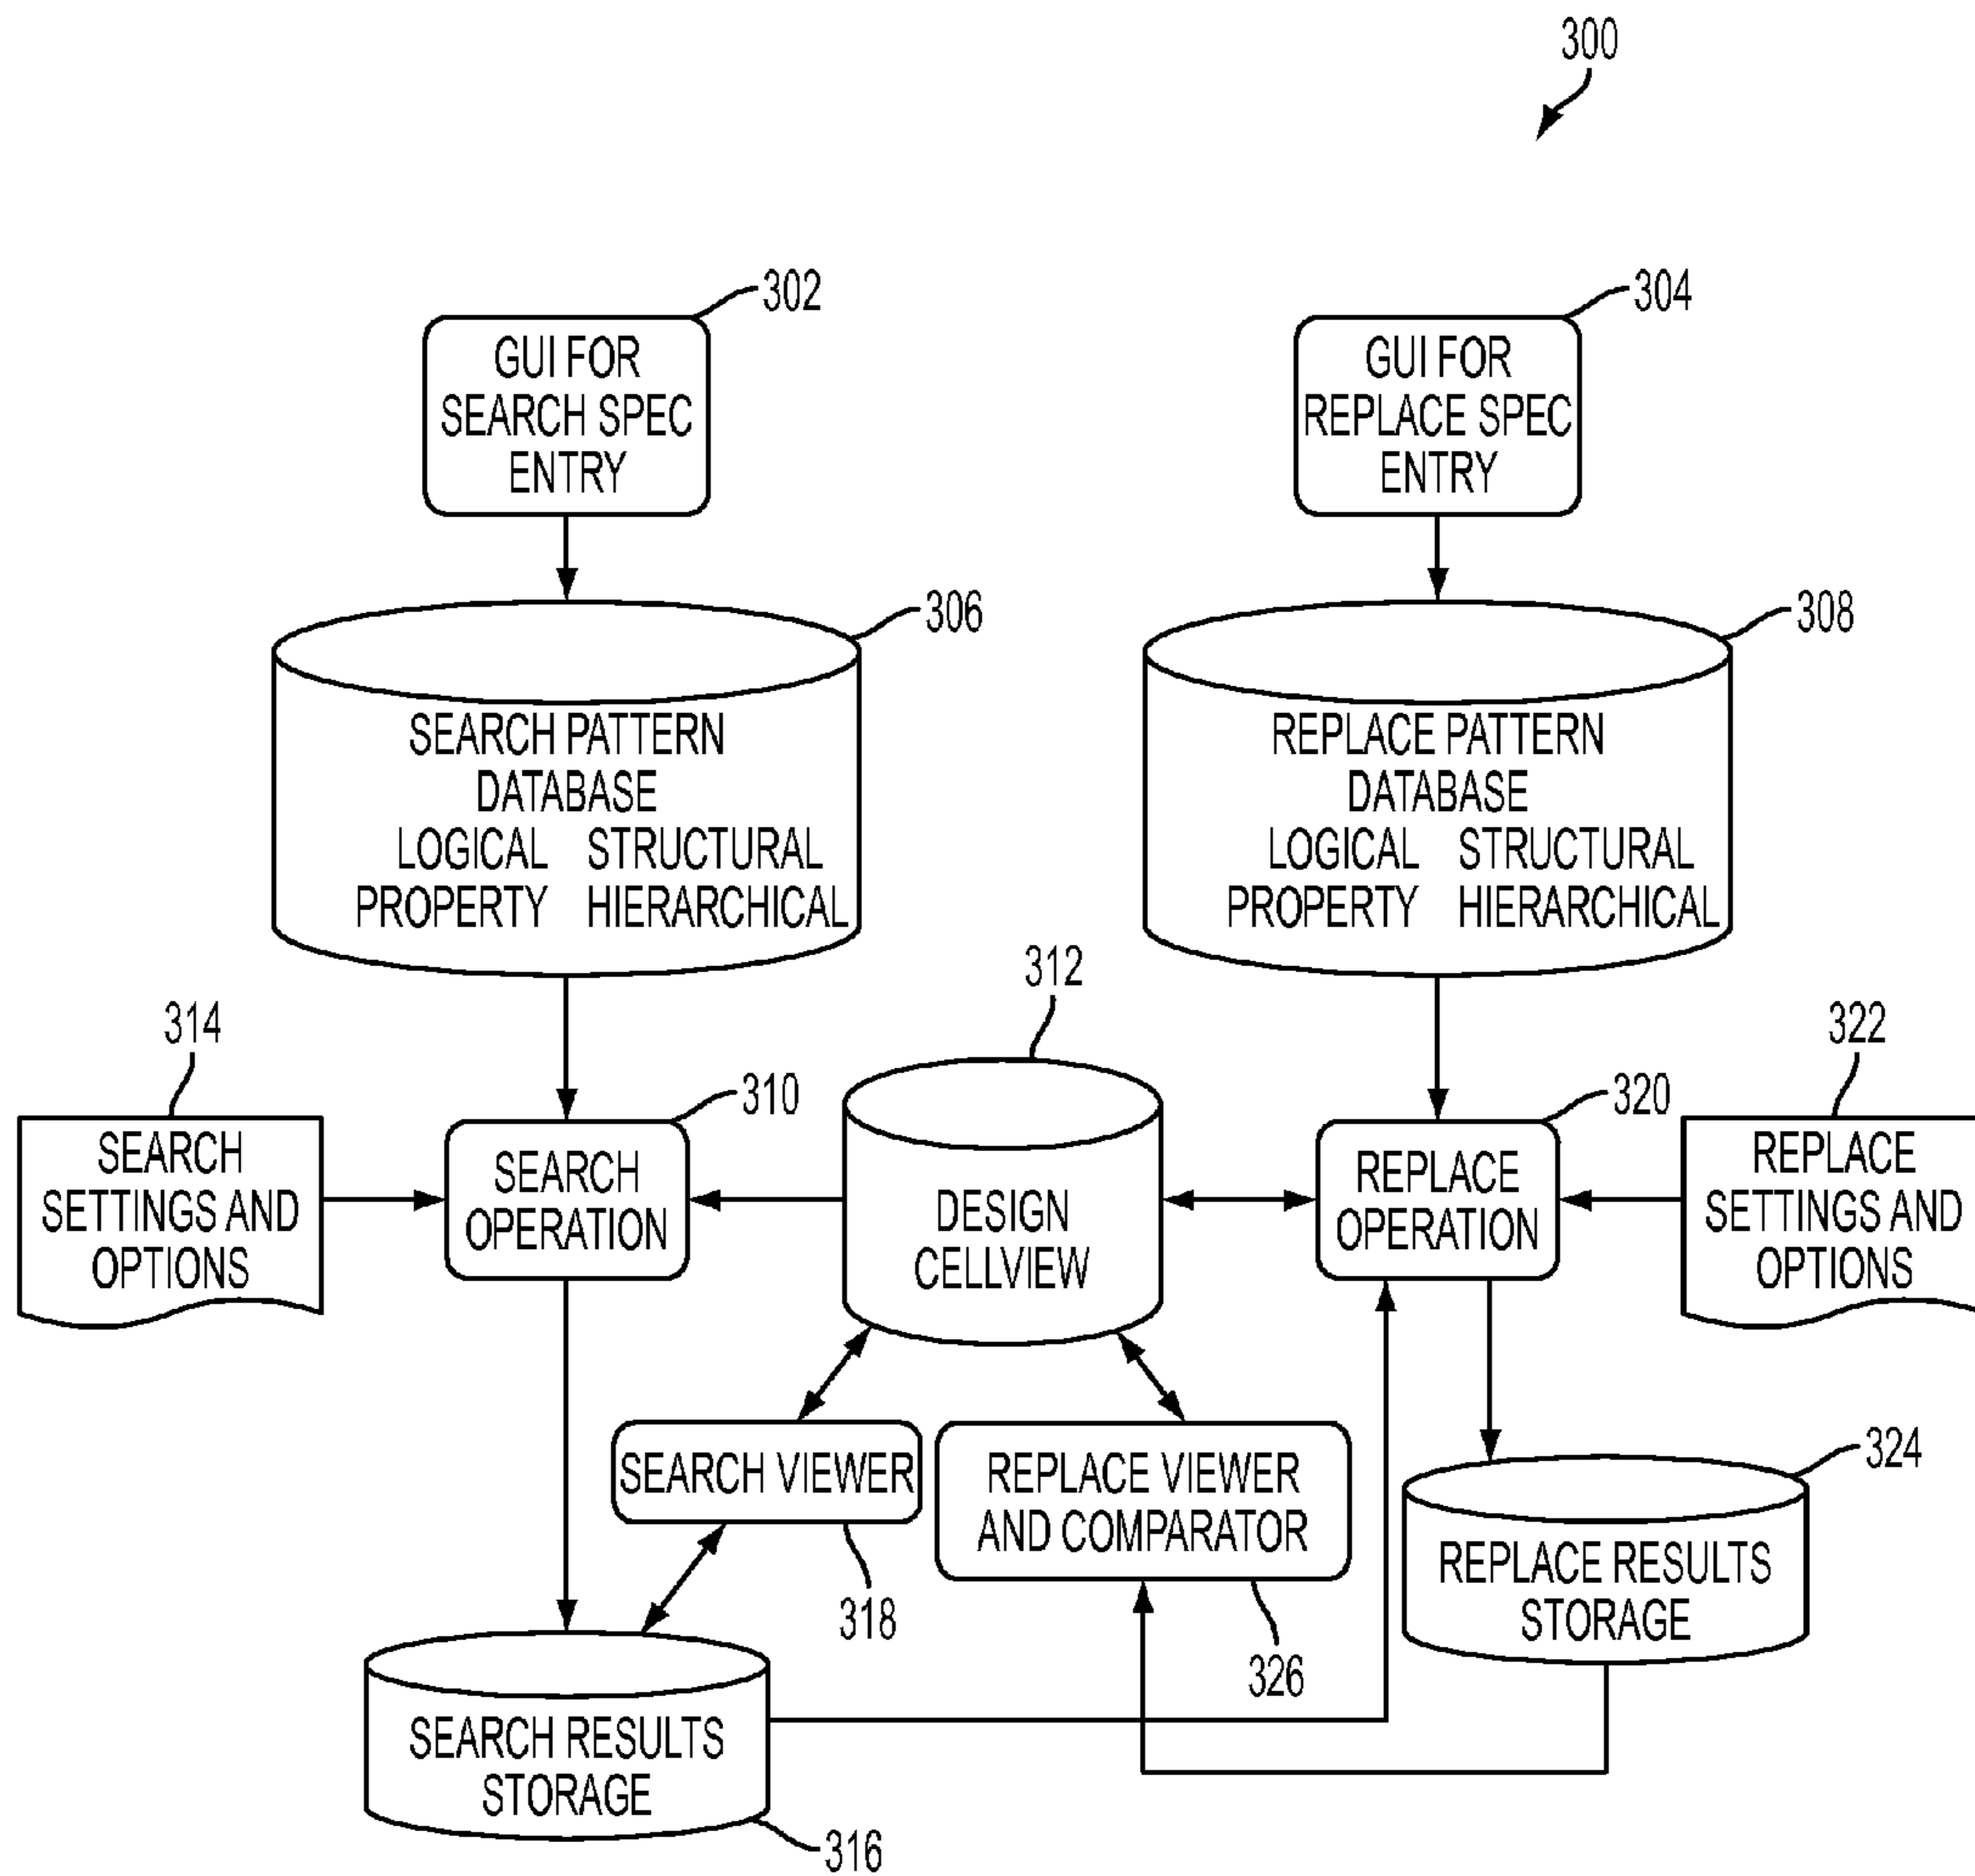 300
302
304
GUI FOR
SEARCH SPEC
ENTRY
GUI FOR
REPLACE SPEC
ENTRY
306
308
SEARCH PATTERN
DATABASE
LOGICAL STRUCTURAL
PROPERTY HIERARCHICAL
REPLACE PATTERN
DATABASE
LOGICAL STRUCTURAL
PROPERTY HIERARCHICAL
312
314
322
310
320
SEARCH
SETTINGS AND
OPTIONS
SEARCH
OPERATION
DESIGN
CELLVIEW
REPLACE
OPERATION
REPLACE
SETTINGS AND
OPTIONS
SEARCH VIEWER
REPLACE VIEWER
AND COMPARATOR
324
318
326
REPLACE RESULTS
STORAGE
SEARCH RESULTS
STORAGE
316